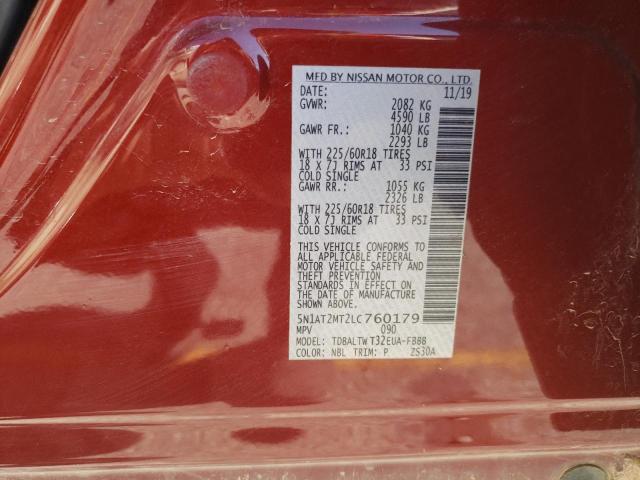 MFD BY NISSAN MOTOR CO., LTD.
DATE: 11/19
GVWR: 2082 KG
4590 LB
GAWR FR.: 1040 KG
2293 LB
WITH 225/60R18 TIRES
18 X 7J RIMS AT 33 PSI
COLD SINGLE
GAWR RR.: 1055 KG
2326 LB
WITH 225/60R18 TIRES
18 X 7J RIMS AT 33 PSI
COLD SINGLE
THIS VEHICLE CONFORMS TO
ALL APPLICABLE FEDERAL
MOTOR VEHICLE SAFETY AND
THEFT PREVENTION
STANDARDS IN EFFECT ON
THE DATE OF MANUFACTURE
SHOWN ABOVE.
5N1AT2MT2LC760179
MPV 090
MODEL: TDBALTW T32EUA-FBBB
COLOR: NBL TRIM: P ZS30A